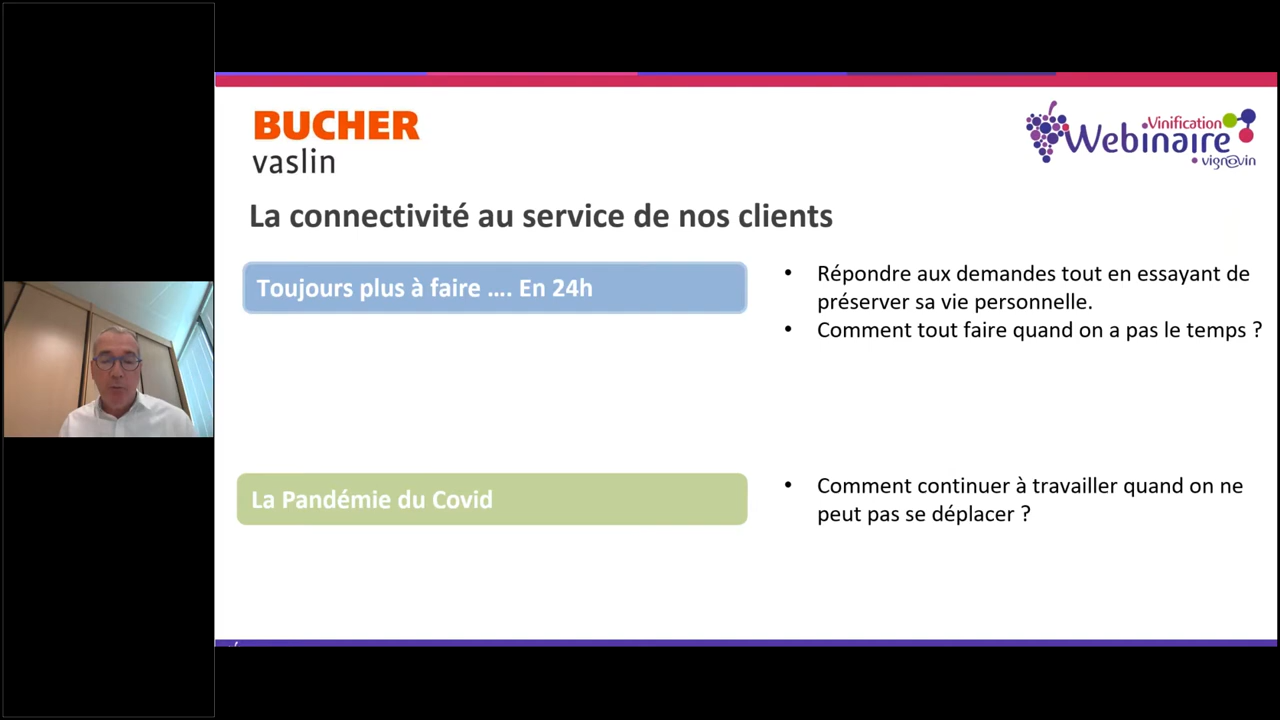 BUCHER
vaslin
Vinification
Webinaire
vign@vin
La connectivité au service de nos clients
Toujours plus à faire …. En 24h
• Répondre aux demandes tout en essayant de
préserver sa vie personnelle.
• Comment tout faire quand on a pas le temps ?
La Pandémie du Covid
• Comment continuer à travailler quand on ne
peut pas se déplacer ?